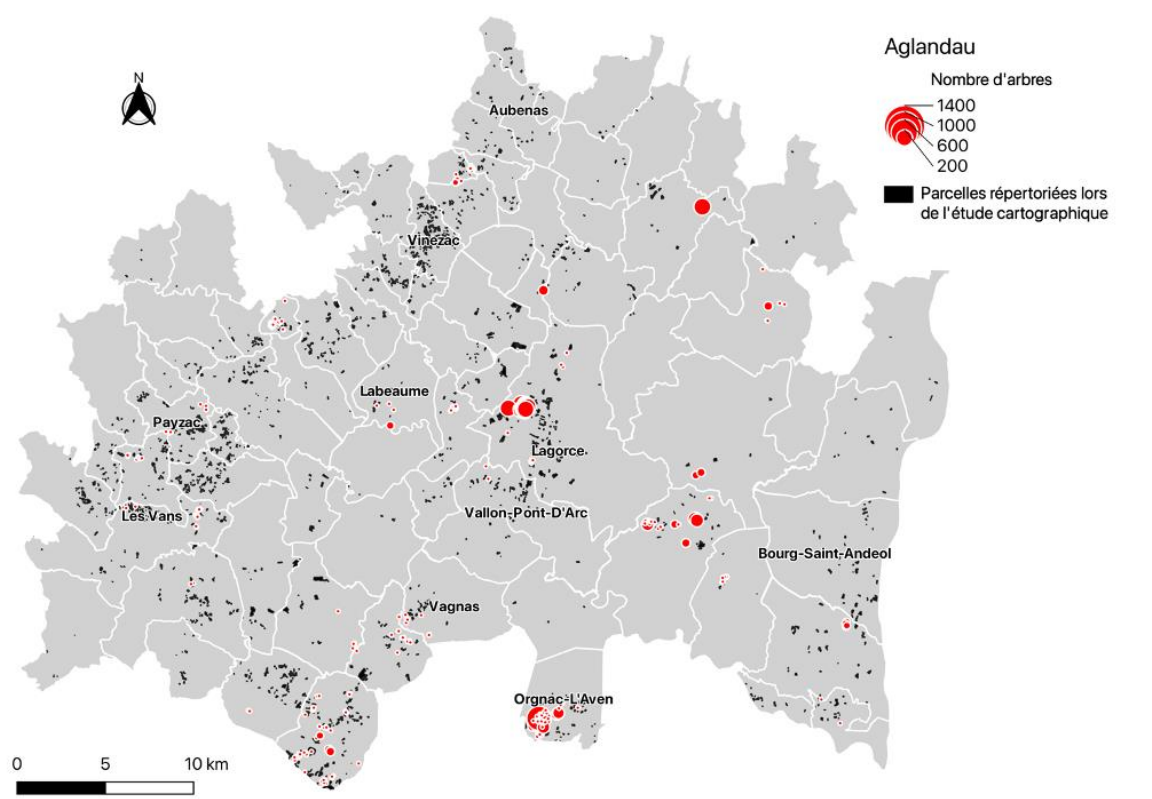 Aglandau
Nombre d'arbres
1400
1000
600
200
Parcelles répertoriées lors
de l'étude cartographique
N
Aubenas
Vinezac
Labeaume
Payzac
Lagorce
Les Vans
Vallon-Pont-D'Arc
Bourg-Saint-Andeol
Vagnas
Orgnac-L'Aven
0 5 10 km